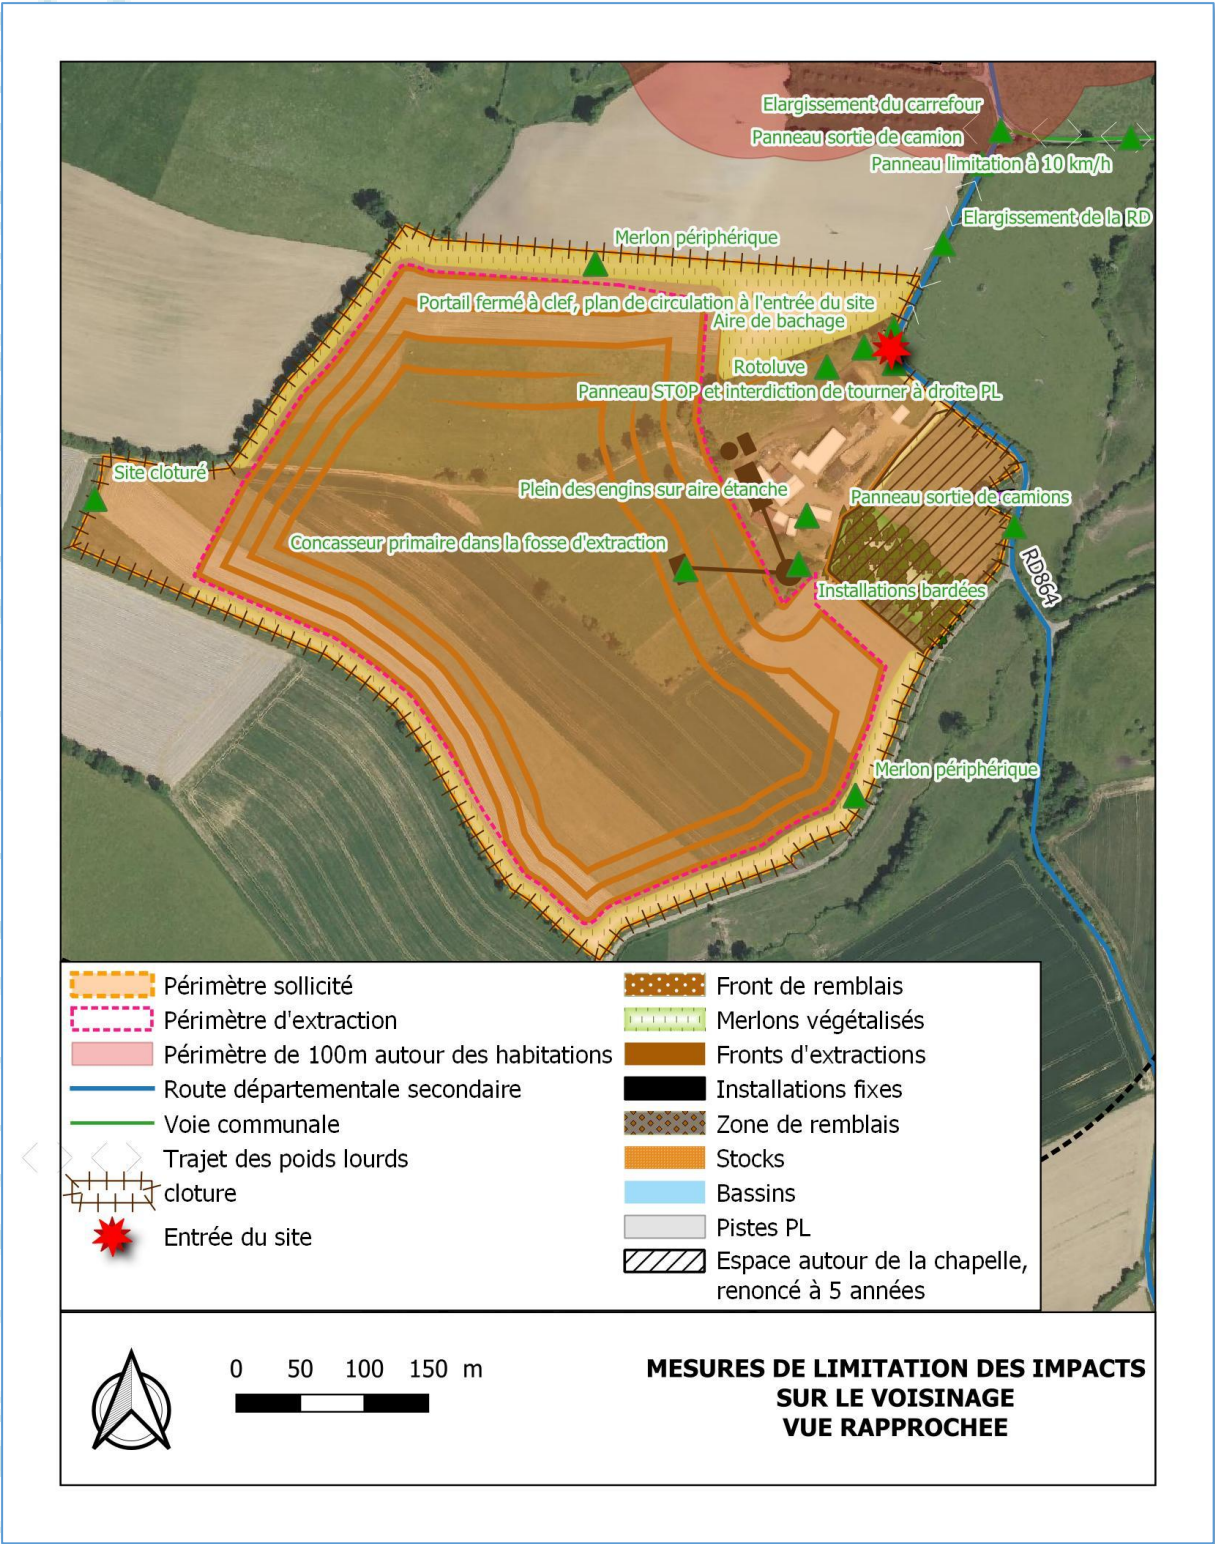 Elargissement du carrefour
Panneau sortie de camion
Panneau limitation à 10 km/h
Elargissement de la RD
Merlon périphérique
Portail fermé à clef, plan de circulation à l'entrée du site
Aire de bachage
Rotoluve
Panneau STOP et interdiction de tourner à droite PL
Site cloturé
Plein des engins sur aire étanche
Panneau sortie de camions
Concasseur primaire dans la fosse d'extraction
RD864
Installations bardées
Merlon périphérique
Périmètre sollicité
Périmètre d'extraction
Périmètre de 100m autour des habitations
Route départementale secondaire
Voie communale
Trajet des poids lourds
cloture
Entrée du site
Front de remblais
Merlons végétalisés
Fronts d'extractions
Installations fixes
Zone de remblais
Stocks
Bassins
Pistes PL
Espace autour de la chapelle,
renoncé à 5 années
0 50 100 150 m
MESURES DE LIMITATION DES IMPACTS
SUR LE VOISINAGE
VUE RAPPROCHEE